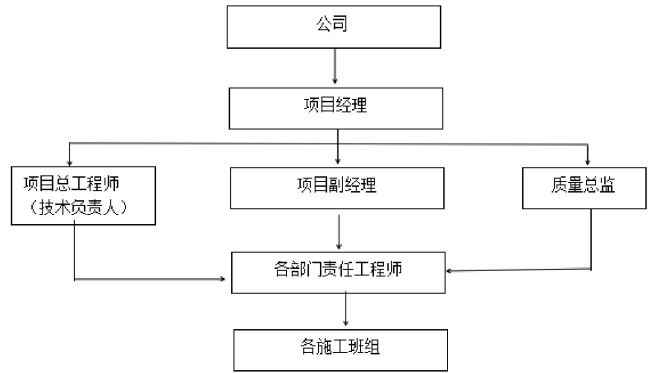 公司
项目经理
项目总工程师
（技术负责人）
项目副经理
质量总监
各部门责任工程师
各施工班组